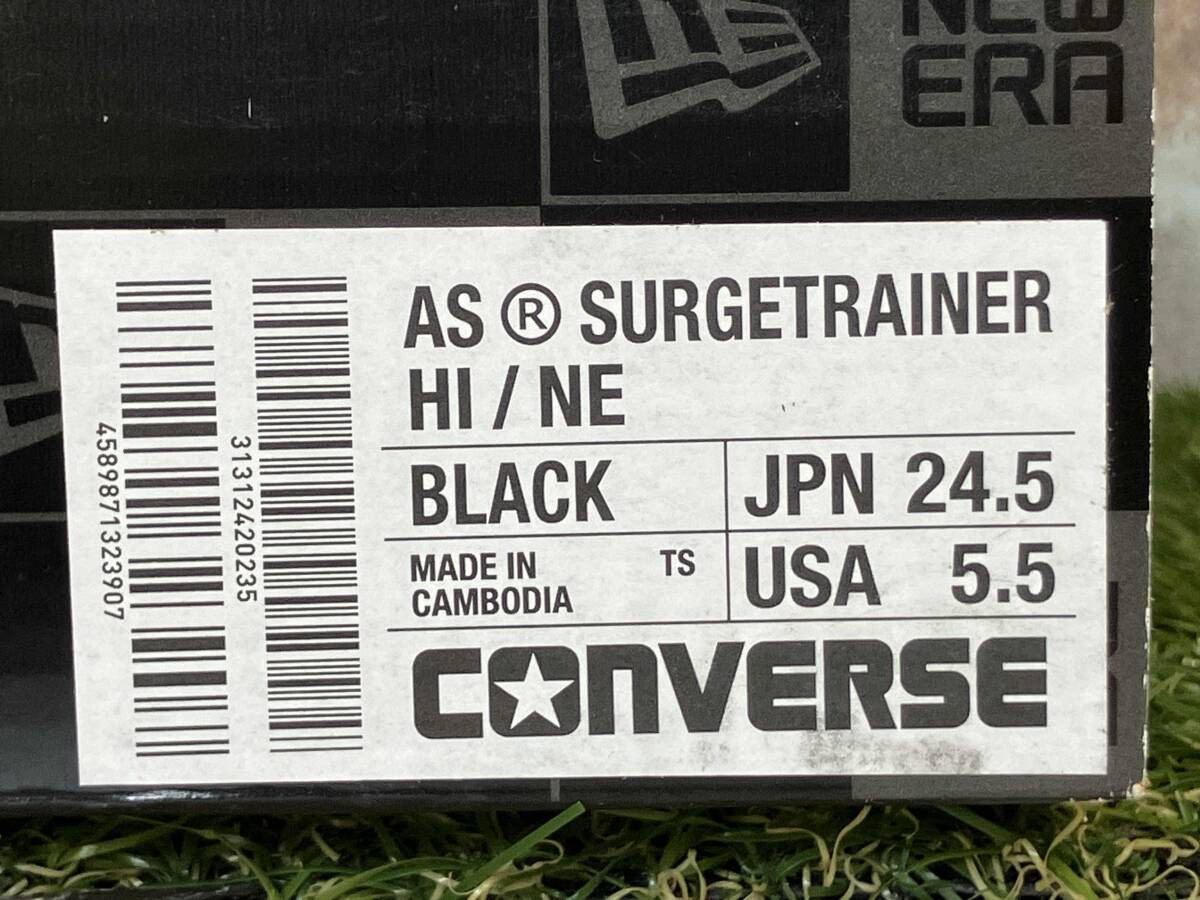 NEW
ERA
AS ® SURGETRAINER
HI / NE
BLACK
JPN 24.5
MADE IN
CAMBODIA
TS
USA 5.5
CONVERSE
4589871323907
31312420235